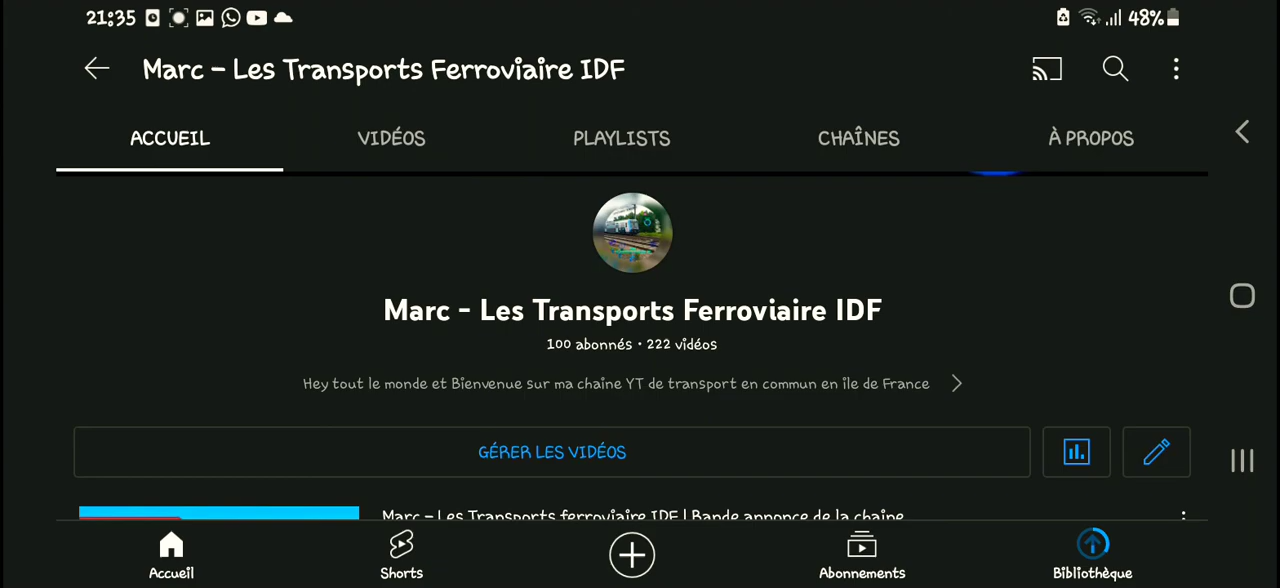 21:35 48%
Marc - Les Transports Ferroviaire IDF
ACCUEIL VIDÉOS PLAYLISTS CHAÎNES À PROPOS
Marc - Les Transports Ferroviaire IDF
100 abonnés • 222 vidéos
Hey tout le monde et Bienvenue sur ma chaîne YT de transport en commun en île de France
GÉRER LES VIDÉOS
Marc - Les Transports ferroviaire IDF | Bande annonce de la chaine
Accueil Shorts Abonnements Bibliothèque